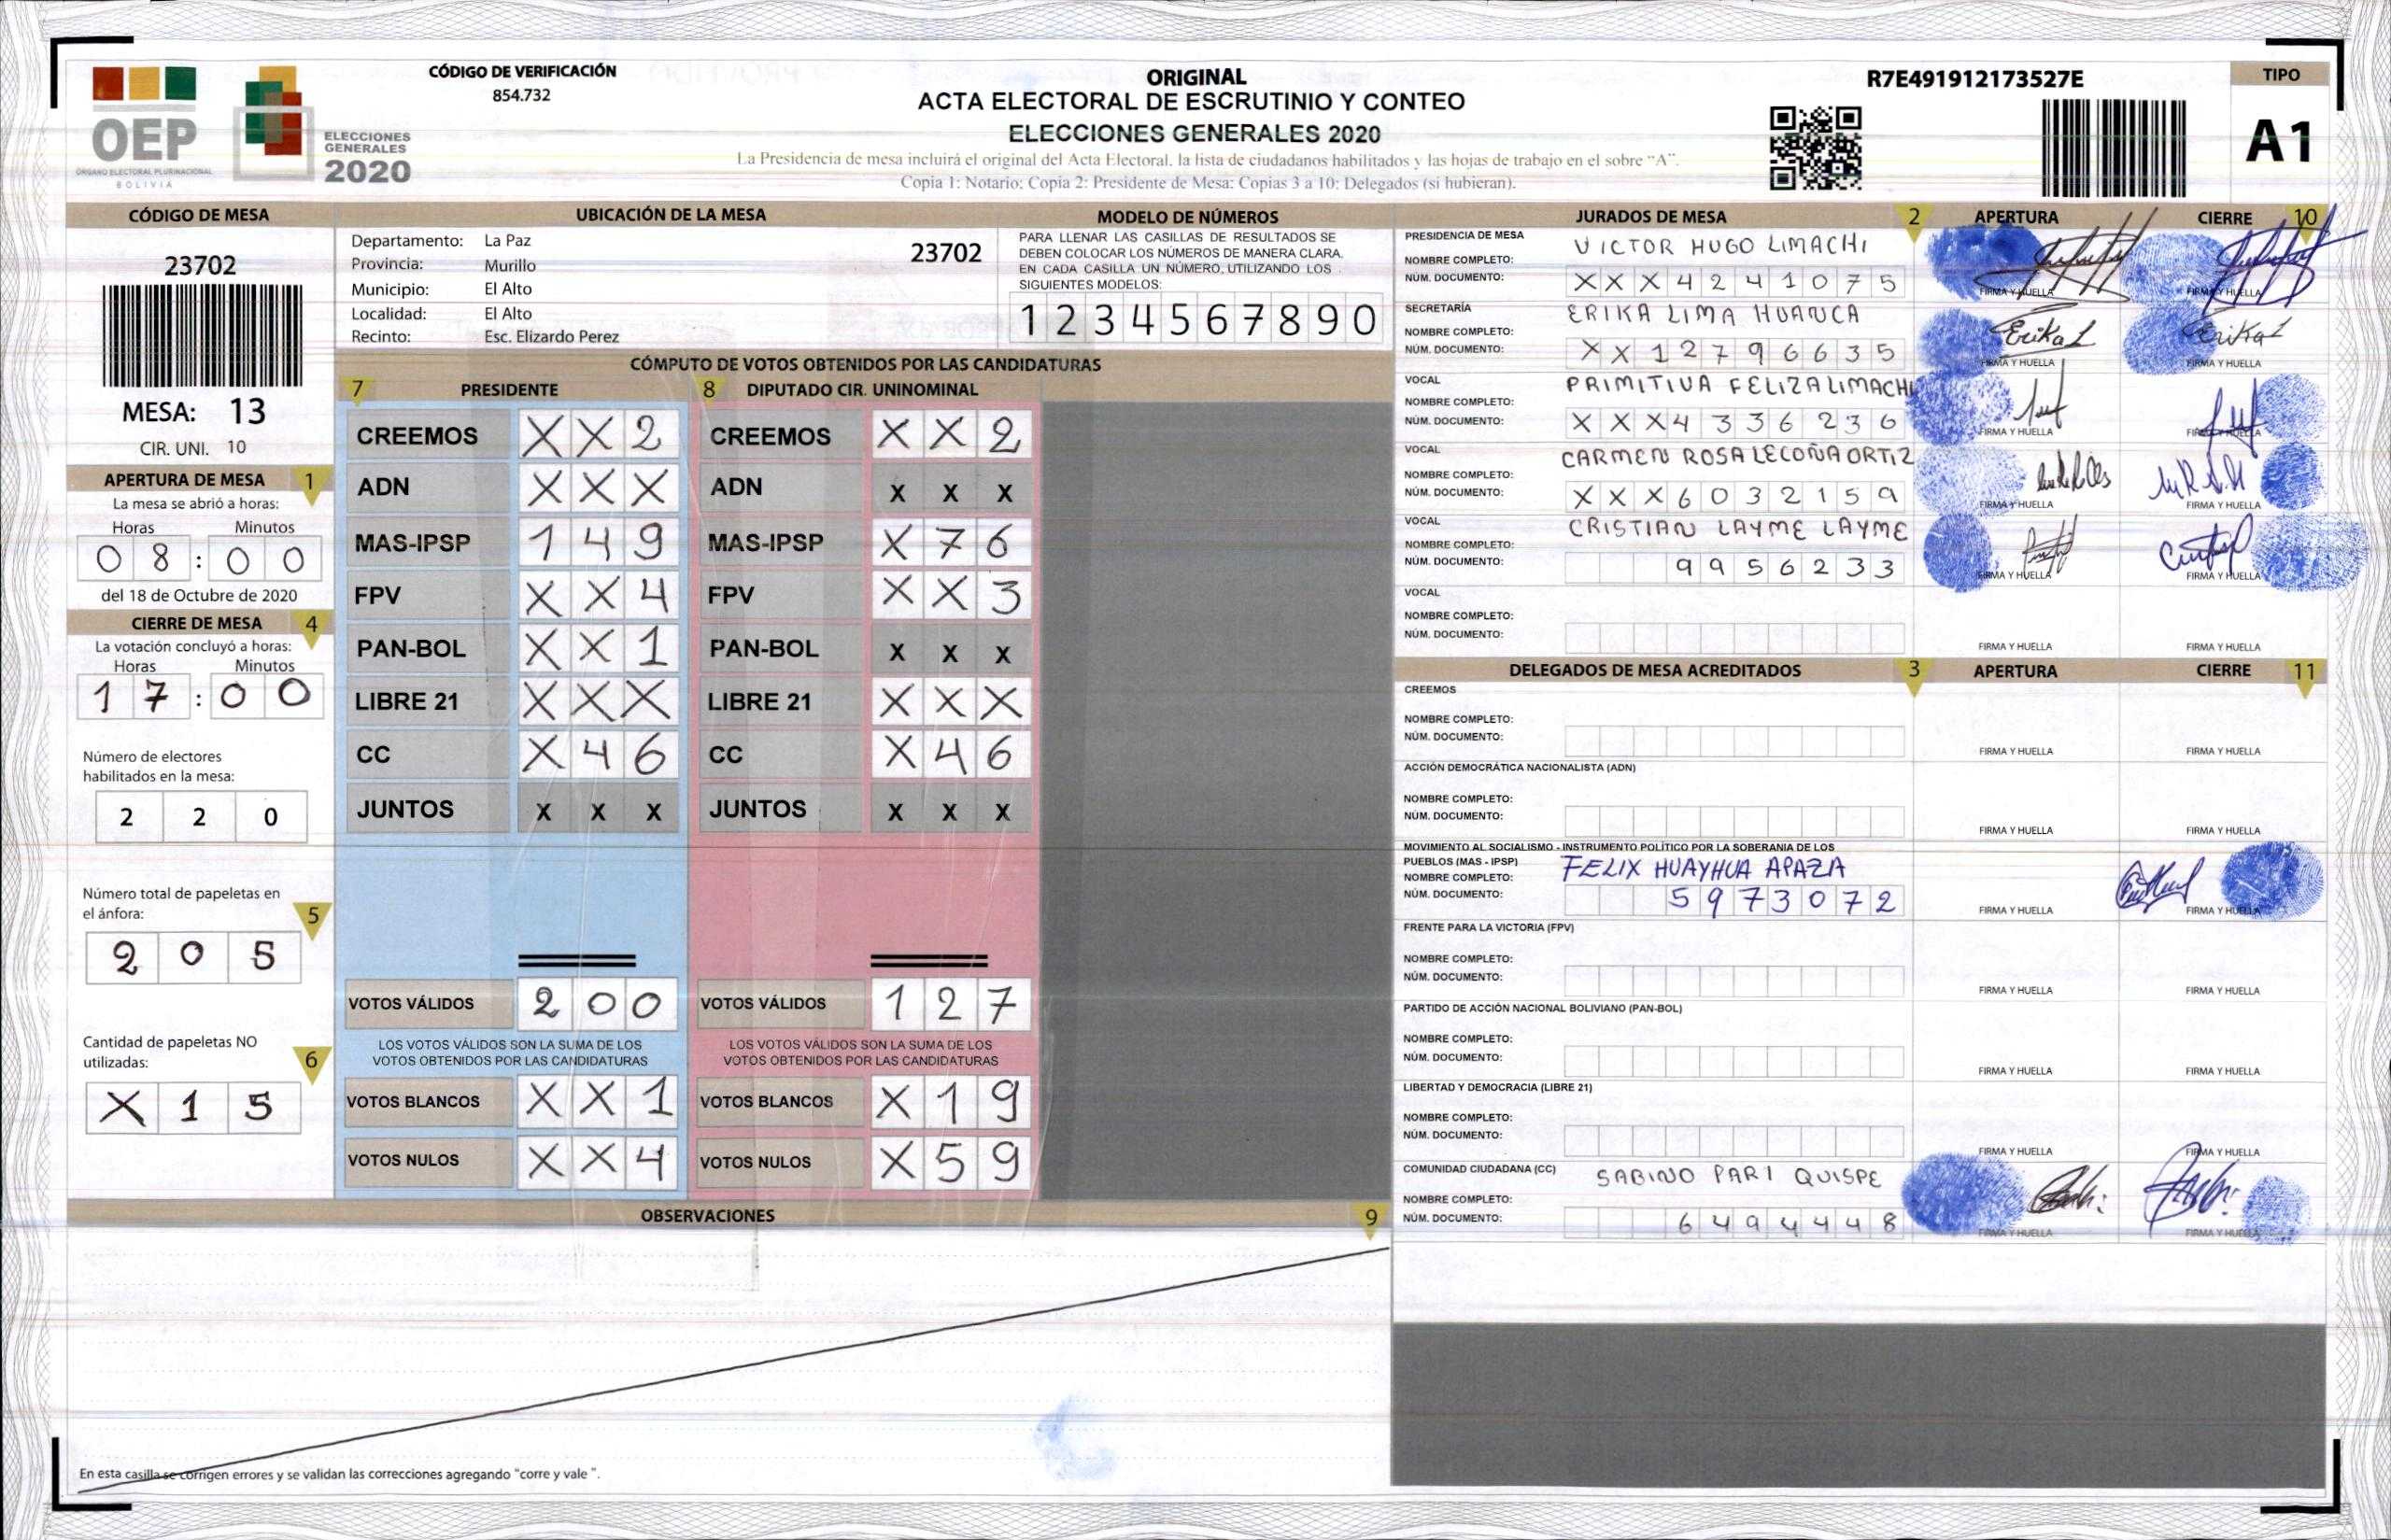 CÓDIGO DE VERIFICACIÓN
854.732
OEP
ÓRGANO ELECTORAL PLURINACIONAL
BOLIVIA
ELECCIONES
GENERALES
2020
ORIGINAL
ACTA ELECTORAL DE ESCRUTINIO Y CONTEO
ELECCIONES GENERALES 2020
La Presidencia de mesa incluirá el original del Acta Electoral, la lista de ciudadanos habilitados y las hojas de trabajo en el sobre "A".
Copia 1: Notario; Copia 2: Presidente de Mesa; Copias 3 a 10: Delegados (si hubieran).
R7E491912173527E
TIPO
A1
CÓDIGO DE MESA
23702
MESA: 13
CIR. UNI. 10
APERTURA DE MESA 1
La mesa se abrió a horas:
Horas Minutos
0 8 : 0 0
del 18 de Octubre de 2020
CIERRE DE MESA 4
La votación concluyó a horas:
Horas Minutos
1 7 : 0 0
Número de electores
habilitados en la mesa:
2 2 0
Número total de papeletas en
el ánfora: 5
2 0 5
Cantidad de papeletas NO
utilizadas: 6
X 1 5
UBICACIÓN DE LA MESA
Departamento: La Paz
Provincia: Murillo
Municipio: El Alto
Localidad: El Alto
Recinto: Esc. Elizardo Perez
23702
MODELO DE NÚMEROS
PARA LLENAR LAS CASILLAS DE RESULTADOS SE
DEBEN COLOCAR LOS NÚMEROS DE MANERA CLARA.
EN CADA CASILLA UN NÚMERO, UTILIZANDO LOS
SIGUIENTES MODELOS:
1 2 3 4 5 6 7 8 9 0
CÓMPUTO DE VOTOS OBTENIDOS POR LAS CANDIDATURAS
7 PRESIDENTE 8 DIPUTADO CIR. UNINOMINAL
CREEMOS X X 2 CREEMOS X X 2
ADN X X X ADN X X X
MAS-IPSP 1 4 9 MAS-IPSP X 7 6
FPV X X 4 FPV X X 3
PAN-BOL X X 1 PAN-BOL X X X
LIBRE 21 X X X LIBRE 21 X X X
CC X 4 6 CC X 4 6
JUNTOS X X X JUNTOS X X X
VOTOS VÁLIDOS 2 0 0 VOTOS VÁLIDOS 1 2 7
LOS VOTOS VÁLIDOS SON LA SUMA DE LOS LOS VOTOS VÁLIDOS SON LA SUMA DE LOS
VOTOS OBTENIDOS POR LAS CANDIDATURAS VOTOS OBTENIDOS POR LAS CANDIDATURAS
VOTOS BLANCOS X X 1 VOTOS BLANCOS X 1 9
VOTOS NULOS X X 4 VOTOS NULOS X 5 9
OBSERVACIONES 9
En esta casilla se corrigen errores y se validan las correcciones agregando "corre y vale ".
JURADOS DE MESA 2 APERTURA CIERRE 10
PRESIDENCIA DE MESA
NOMBRE COMPLETO: VICTOR HUGO LIMACHI
NÚM. DOCUMENTO: X X X 4 2 4 1 0 7 5 FIRMA Y HUELLA FIRMA Y HUELLA
SECRETARÍA
NOMBRE COMPLETO: ERIKA LIMA HUANCA
NÚM. DOCUMENTO: X X 1 2 7 9 6 6 3 5 Erika L FIRMA Y HUELLA Erika L FIRMA Y HUELLA
VOCAL
NOMBRE COMPLETO: PRIMITIVA FELIZA LIMACHI
NÚM. DOCUMENTO: X X X 4 3 3 6 2 3 6 FIRMA Y HUELLA FIRMA Y HUELLA
VOCAL
NOMBRE COMPLETO: CARMEN ROSA LECOÑA ORTIZ
NÚM. DOCUMENTO: X X X 6 0 3 2 1 5 9 FIRMA Y HUELLA FIRMA Y HUELLA
VOCAL
NOMBRE COMPLETO: CRISTIAN LAYME LAYME
NÚM. DOCUMENTO: 9 9 5 6 2 3 3 FIRMA Y HUELLA FIRMA Y HUELLA
VOCAL
NOMBRE COMPLETO:
NÚM. DOCUMENTO: FIRMA Y HUELLA FIRMA Y HUELLA
DELEGADOS DE MESA ACREDITADOS 3 APERTURA CIERRE 11
CREEMOS
NOMBRE COMPLETO:
NÚM. DOCUMENTO: FIRMA Y HUELLA FIRMA Y HUELLA
ACCIÓN DEMOCRÁTICA NACIONALISTA (ADN)
NOMBRE COMPLETO:
NÚM. DOCUMENTO: FIRMA Y HUELLA FIRMA Y HUELLA
MOVIMIENTO AL SOCIALISMO - INSTRUMENTO POLÍTICO POR LA SOBERANIA DE LOS
PUEBLOS (MAS - IPSP)
NOMBRE COMPLETO: FELIX HUAYHUA APAZA
NÚM. DOCUMENTO: 5 9 7 3 0 7 2 FIRMA Y HUELLA FIRMA Y HUELLA
FRENTE PARA LA VICTORIA (FPV)
NOMBRE COMPLETO:
NÚM. DOCUMENTO: FIRMA Y HUELLA FIRMA Y HUELLA
PARTIDO DE ACCIÓN NACIONAL BOLIVIANO (PAN-BOL)
NOMBRE COMPLETO:
NÚM. DOCUMENTO: FIRMA Y HUELLA FIRMA Y HUELLA
LIBERTAD Y DEMOCRACIA (LIBRE 21)
NOMBRE COMPLETO:
NÚM. DOCUMENTO: FIRMA Y HUELLA FIRMA Y HUELLA
COMUNIDAD CIUDADANA (CC)
NOMBRE COMPLETO: SABINO PARI QUISPE
NÚM. DOCUMENTO: 6 4 9 4 4 4 8 FIRMA Y HUELLA FIRMA Y HUELLA